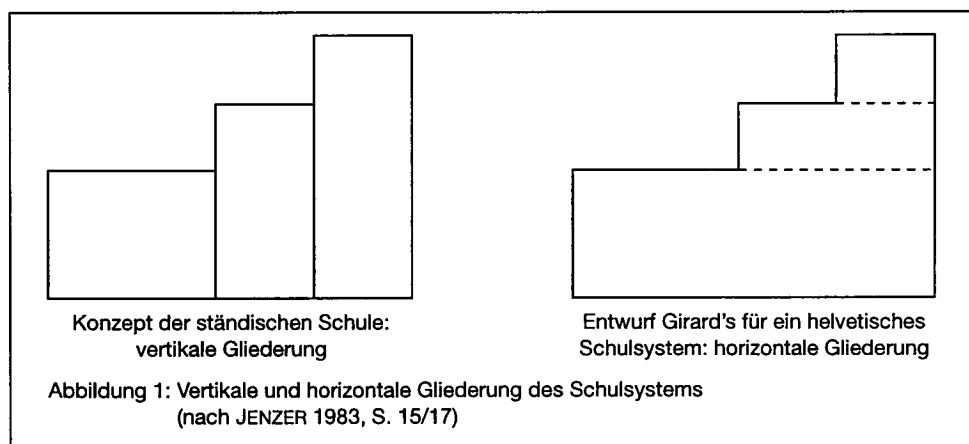 Konzept der ständischen Schule:
vertikale Gliederung
Entwurf Girard's für ein helvetisches
Schulsystem: horizontale Gliederung
Abbildung 1: Vertikale und horizontale Gliederung des Schulsystems
(nach JENZER 1983, S. 15/17)